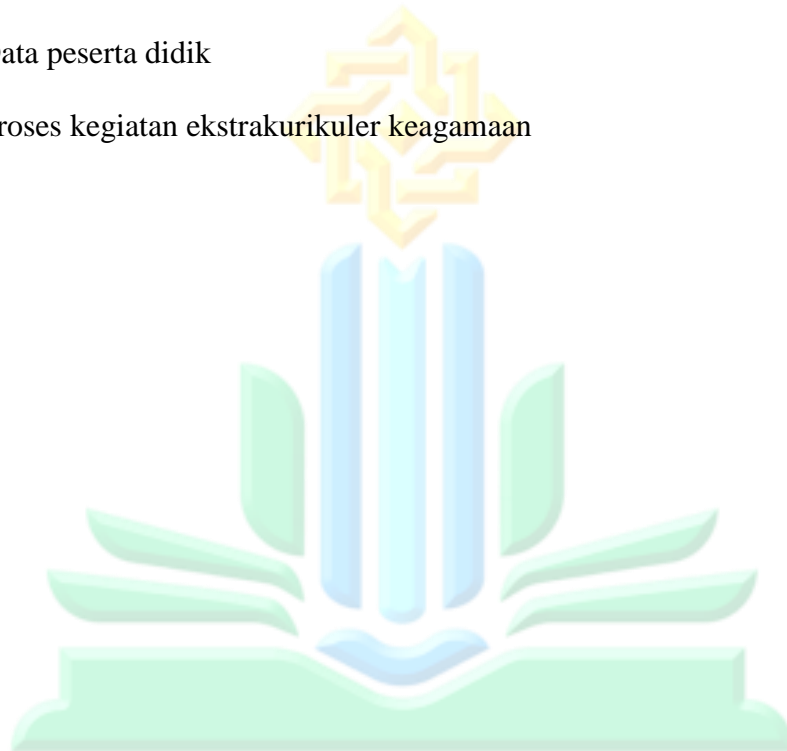 ata peserta didik
roses kegiatan ekstrakurikuler keagamaan